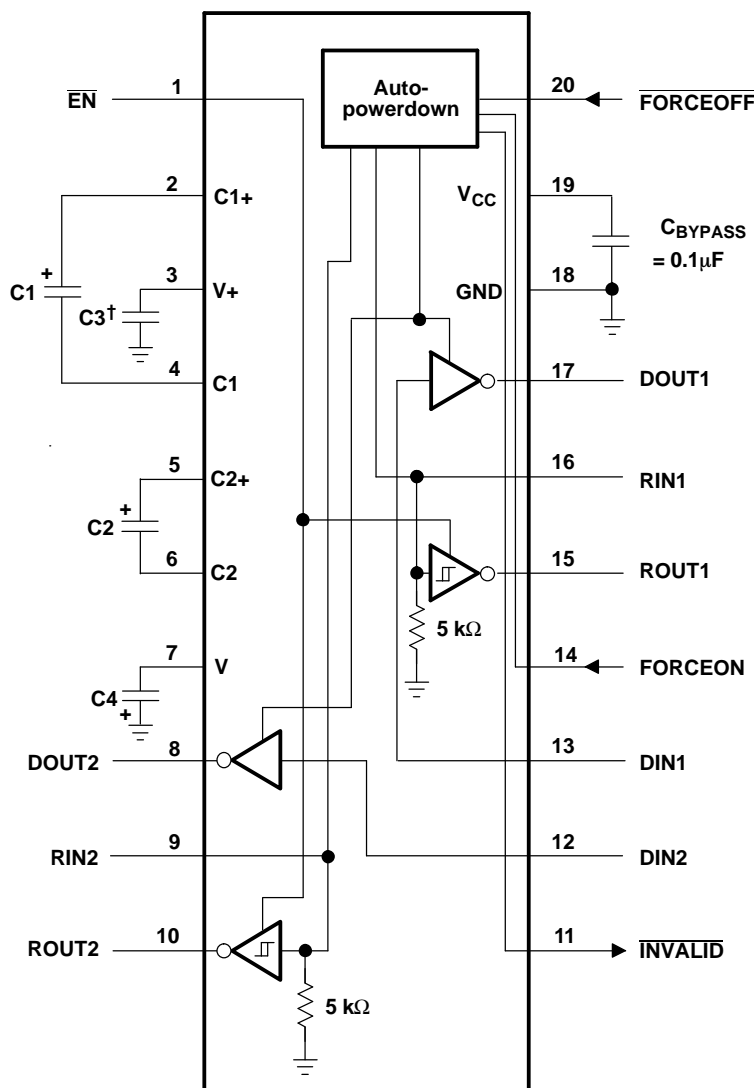 Auto-
powerdown
1
EN
20
FORCEOFF
2
C1+
VCC
19
CBYPASS
= 0.1µF
+
C1
3
V+
C3†
GND
18
4
C1
17
DOUT1
5
C2+
16
RIN1
+
C2
6
C2
15
ROUT1
5 kΩ
7
V
14
FORCEON
C4
+
DOUT2
8
13
DIN1
RIN2
9
12
DIN2
ROUT2
10
11
INVALID
5 kΩ